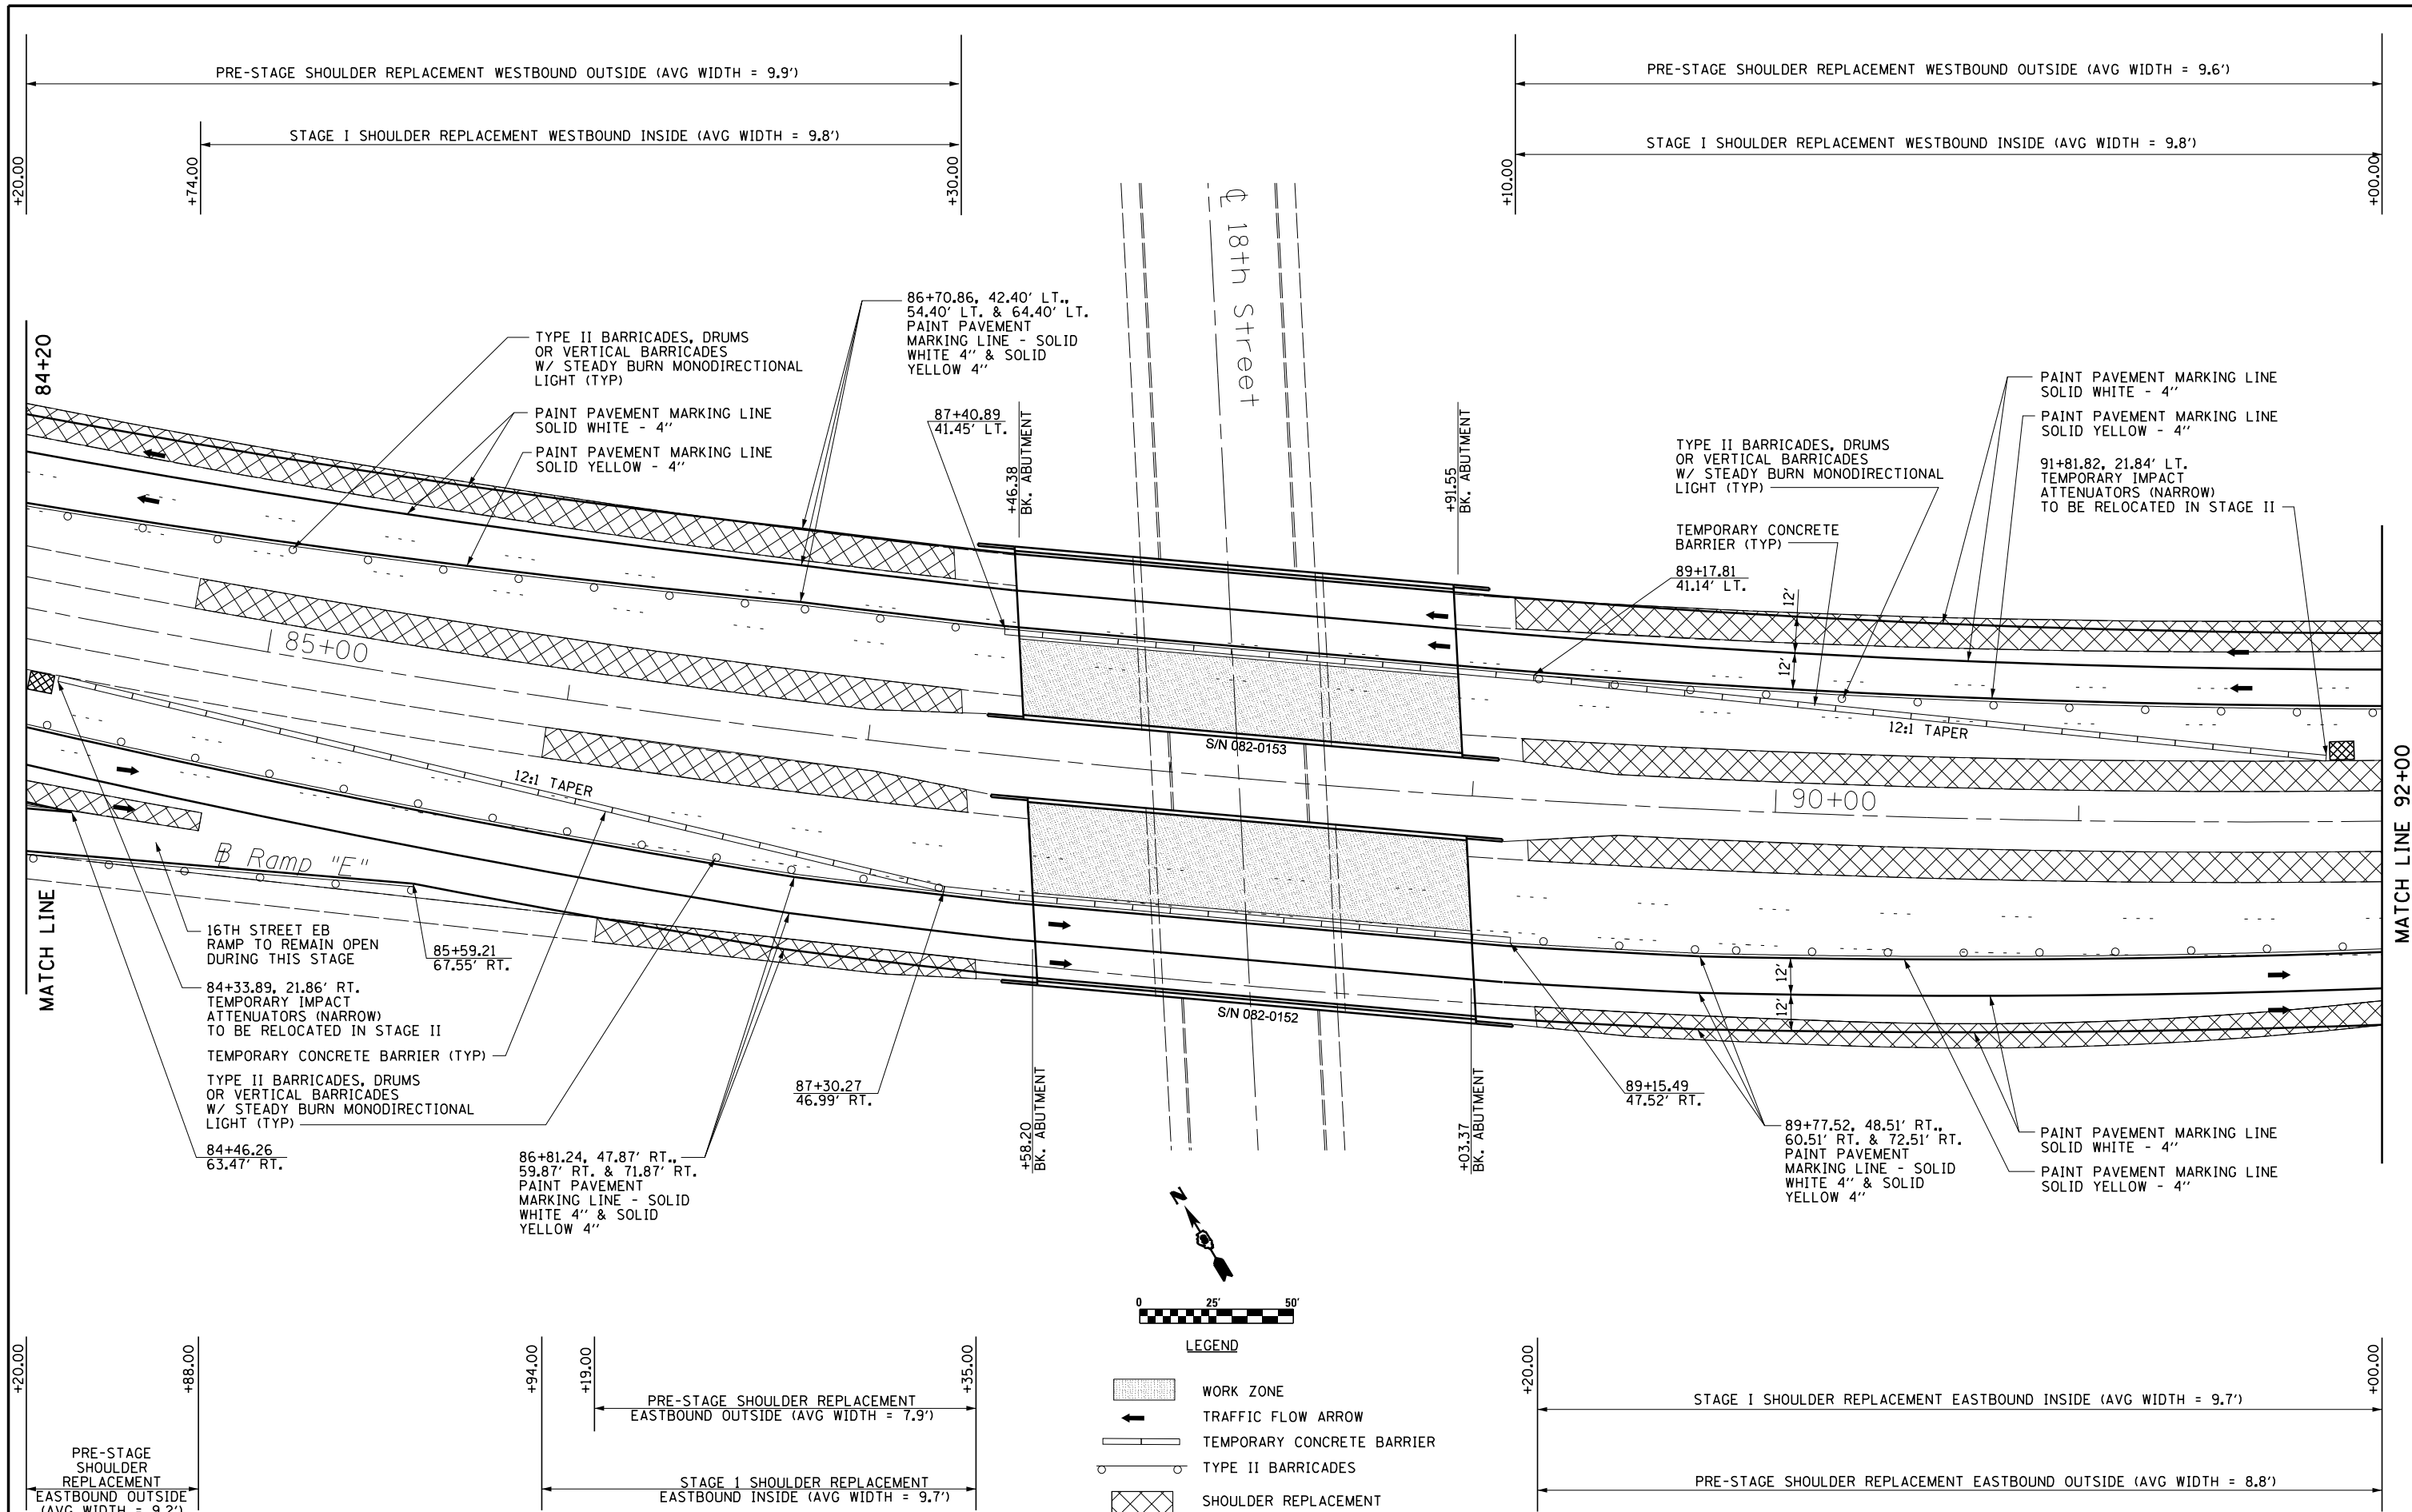 PRE-STAGE SHOULDER REPLACEMENT WESTBOUND OUTSIDE (AVG WIDTH = 9.9')
PRE-STAGE SHOULDER REPLACEMENT WESTBOUND OUTSIDE (AVG WIDTH = 9.6')
STAGE I SHOULDER REPLACEMENT WESTBOUND INSIDE (AVG WIDTH = 9.8')
STAGE I SHOULDER REPLACEMENT WESTBOUND INSIDE (AVG WIDTH = 9.8')
+20.00
+74.00
+30.00
+10.00
+00.00
℄ 18th Street
84+20
TYPE II BARRICADES, DRUMS
OR VERTICAL BARRICADES
W/ STEADY BURN MONODIRECTIONAL
LIGHT (TYP)
PAINT PAVEMENT MARKING LINE
SOLID WHITE - 4''
PAINT PAVEMENT MARKING LINE
SOLID YELLOW - 4''
86+70.86, 42.40' LT.,
54.40' LT. & 64.40' LT.
PAINT PAVEMENT
MARKING LINE - SOLID
WHITE 4'' & SOLID
YELLOW 4''
87+40.89
41.45' LT.
+46.38
BK. ABUTMENT
+91.55
BK. ABUTMENT
TYPE II BARRICADES, DRUMS
OR VERTICAL BARRICADES
W/ STEADY BURN MONODIRECTIONAL
LIGHT (TYP)
TEMPORARY CONCRETE
BARRIER (TYP)
89+17.81
41.14' LT.
PAINT PAVEMENT MARKING LINE
SOLID WHITE - 4''
PAINT PAVEMENT MARKING LINE
SOLID YELLOW - 4''
91+81.82, 21.84' LT.
TEMPORARY IMPACT
ATTENUATORS (NARROW)
TO BE RELOCATED IN STAGE II
12'
12'
85+00
12:1 TAPER
S/N 082-0153
12:1 TAPER
90+00
MATCH LINE 92+00
℔ Ramp "E"
MATCH LINE
16TH STREET EB
RAMP TO REMAIN OPEN
DURING THIS STAGE
85+59.21
67.55' RT.
84+33.89, 21.86' RT.
TEMPORARY IMPACT
ATTENUATORS (NARROW)
TO BE RELOCATED IN STAGE II
TEMPORARY CONCRETE BARRIER (TYP)
TYPE II BARRICADES, DRUMS
OR VERTICAL BARRICADES
W/ STEADY BURN MONODIRECTIONAL
LIGHT (TYP)
84+46.26
63.47' RT.
86+81.24, 47.87' RT.,
59.87' RT. & 71.87' RT.
PAINT PAVEMENT
MARKING LINE - SOLID
WHITE 4'' & SOLID
YELLOW 4''
87+30.27
46.99' RT.
+58.20
BK. ABUTMENT
S/N 082-0152
+03.37
BK. ABUTMENT
12'
12'
89+15.49
47.52' RT.
89+77.52, 48.51' RT.,
60.51' RT. & 72.51' RT.
PAINT PAVEMENT
MARKING LINE - SOLID
WHITE 4'' & SOLID
YELLOW 4''
PAINT PAVEMENT MARKING LINE
SOLID WHITE - 4''
PAINT PAVEMENT MARKING LINE
SOLID YELLOW - 4''
N
0 25' 50'
LEGEND
WORK ZONE
TRAFFIC FLOW ARROW
TEMPORARY CONCRETE BARRIER
TYPE II BARRICADES
SHOULDER REPLACEMENT
+20.00
+88.00
+94.00
+19.00
+35.00
+20.00
+00.00
PRE-STAGE
SHOULDER
REPLACEMENT
EASTBOUND OUTSIDE
(AVG WIDTH = 9.2')
PRE-STAGE SHOULDER REPLACEMENT
EASTBOUND OUTSIDE (AVG WIDTH = 7.9')
STAGE 1 SHOULDER REPLACEMENT
EASTBOUND INSIDE (AVG WIDTH = 9.7')
STAGE I SHOULDER REPLACEMENT EASTBOUND INSIDE (AVG WIDTH = 9.7')
PRE-STAGE SHOULDER REPLACEMENT EASTBOUND OUTSIDE (AVG WIDTH = 8.8')